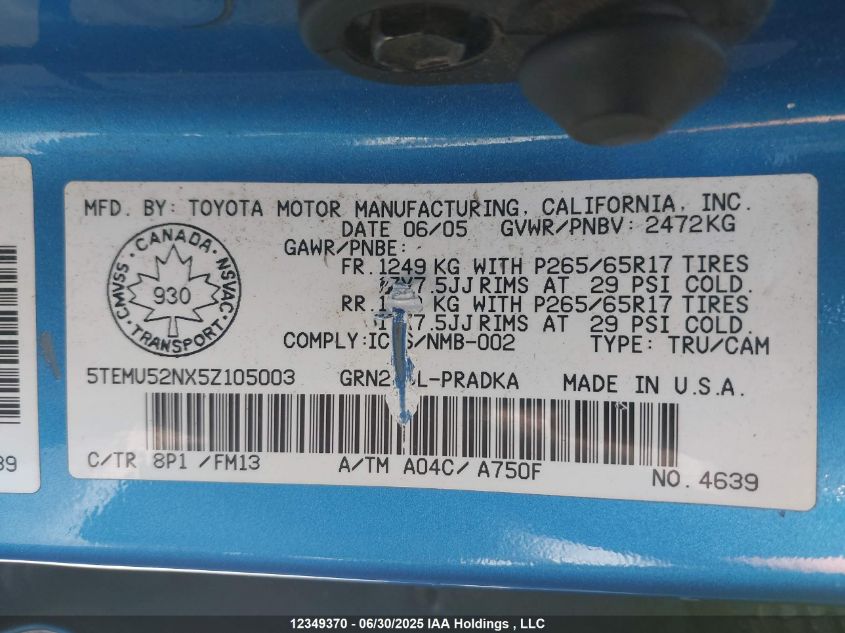 MFD. BY: TOYOTA MOTOR MANUFACTURING, CALIFORNIA, INC.
DATE 06/05 GVWR/PNBV: 2472KG
GAWR/PNBE:
FR. 1249 KG WITH P265/65R17 TIRES
7.5JJ RIMS AT 29 PSI COLD.
RR KG WITH P265/65R17 TIRES
7.5JJ RIMS AT 29 PSI COLD.
COMPLY: /NMB-002 TYPE: TRU/CAM
CANADA
CMVSS 930 NSVAC
TRANSPORT
5TEMU52NX5Z105003 -PRADKA MADE IN U.S.A.
C/TR 8P1 /FM13 A/TM A04C/ A750F NO. 4639
39
12349370 - 06/30/2025 IAA Holdings , LLC